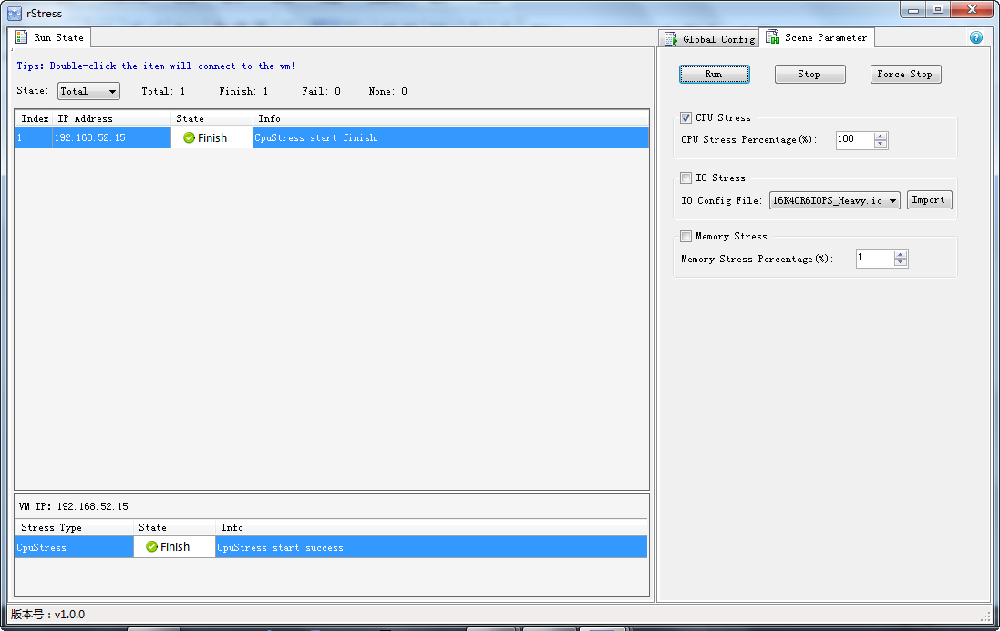 rStress
Run State
Global Config
Scene Parameter
Tips: Double-click the item will connect to the vm!
Run
Stop
Force Stop
State: Total Total: 1 Finish: 1 Fail: 0 None: 0
Index IP Address State Info
1 192.168.52.15 Finish CpuStress start finish.
CPU Stress
CPU Stress Percentage(%): 100
IO Stress
IO Config File: 16K40R6IOPS_Heavy.ic Import
Memory Stress
Memory Stress Percentage(%): 1
VM IP: 192.168.52.15
Stress Type State Info
CpuStress Finish CpuStress start success.
版本号：v1.0.0